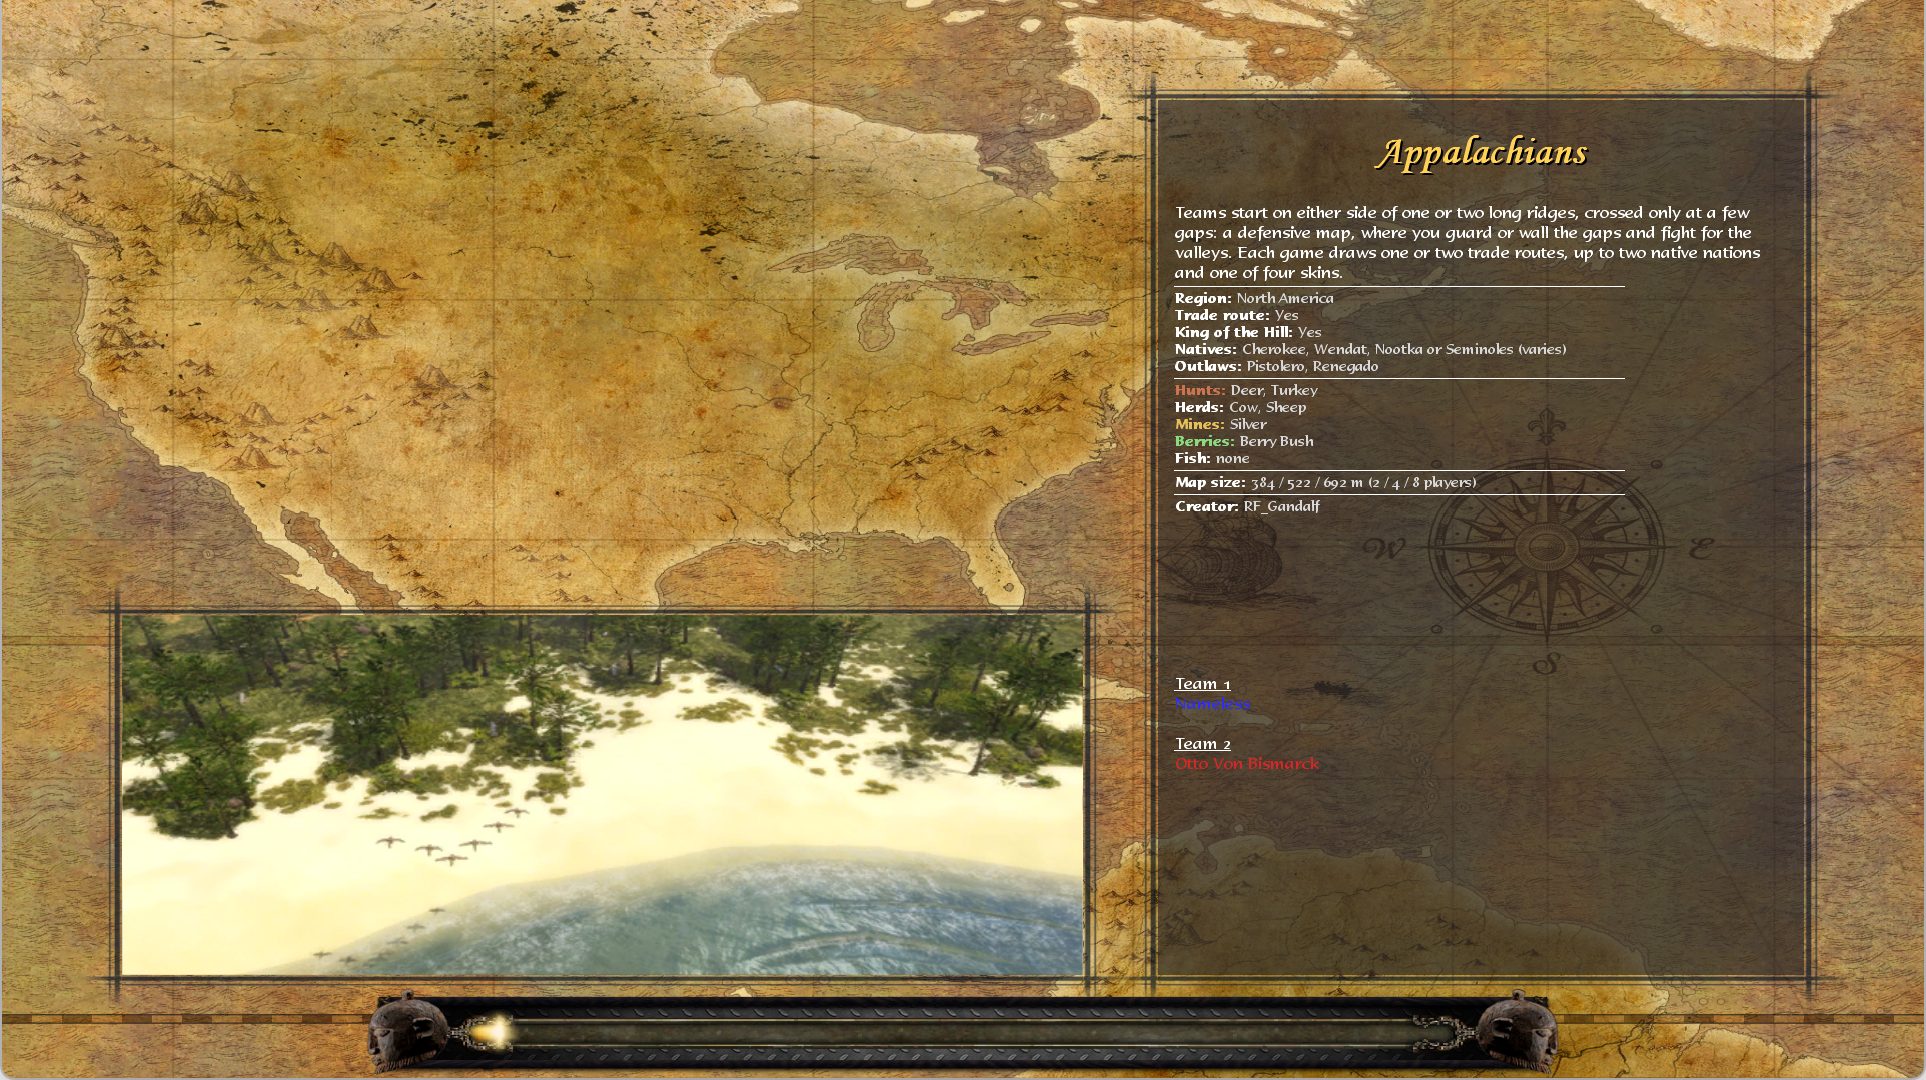 Appalachians
Teams start on either side of one or two long ridges, crossed only at a few
gaps: a defensive map, where you guard or wall the gaps and fight for the
valleys. Each game draws one or two trade routes, up to two native nations
and one of four skins.
Region: North America
Trade route: Yes
King of the Hill: Yes
Natives: Cherokee, Wendat, Nootka or Seminoles (varies)
Outlaws: Pistolero, Renegado
Hunts: Deer, Turkey
Herds: Cow, Sheep
Mines: Silver
Berries: Berry Bush
Fish: none
Map size: 384 / 522 / 692 m (2 / 4 / 8 players)
Creator: RF_Gandalf
W
E
S
Team 1
Nameless
Team 2
Otto Von Bismarck